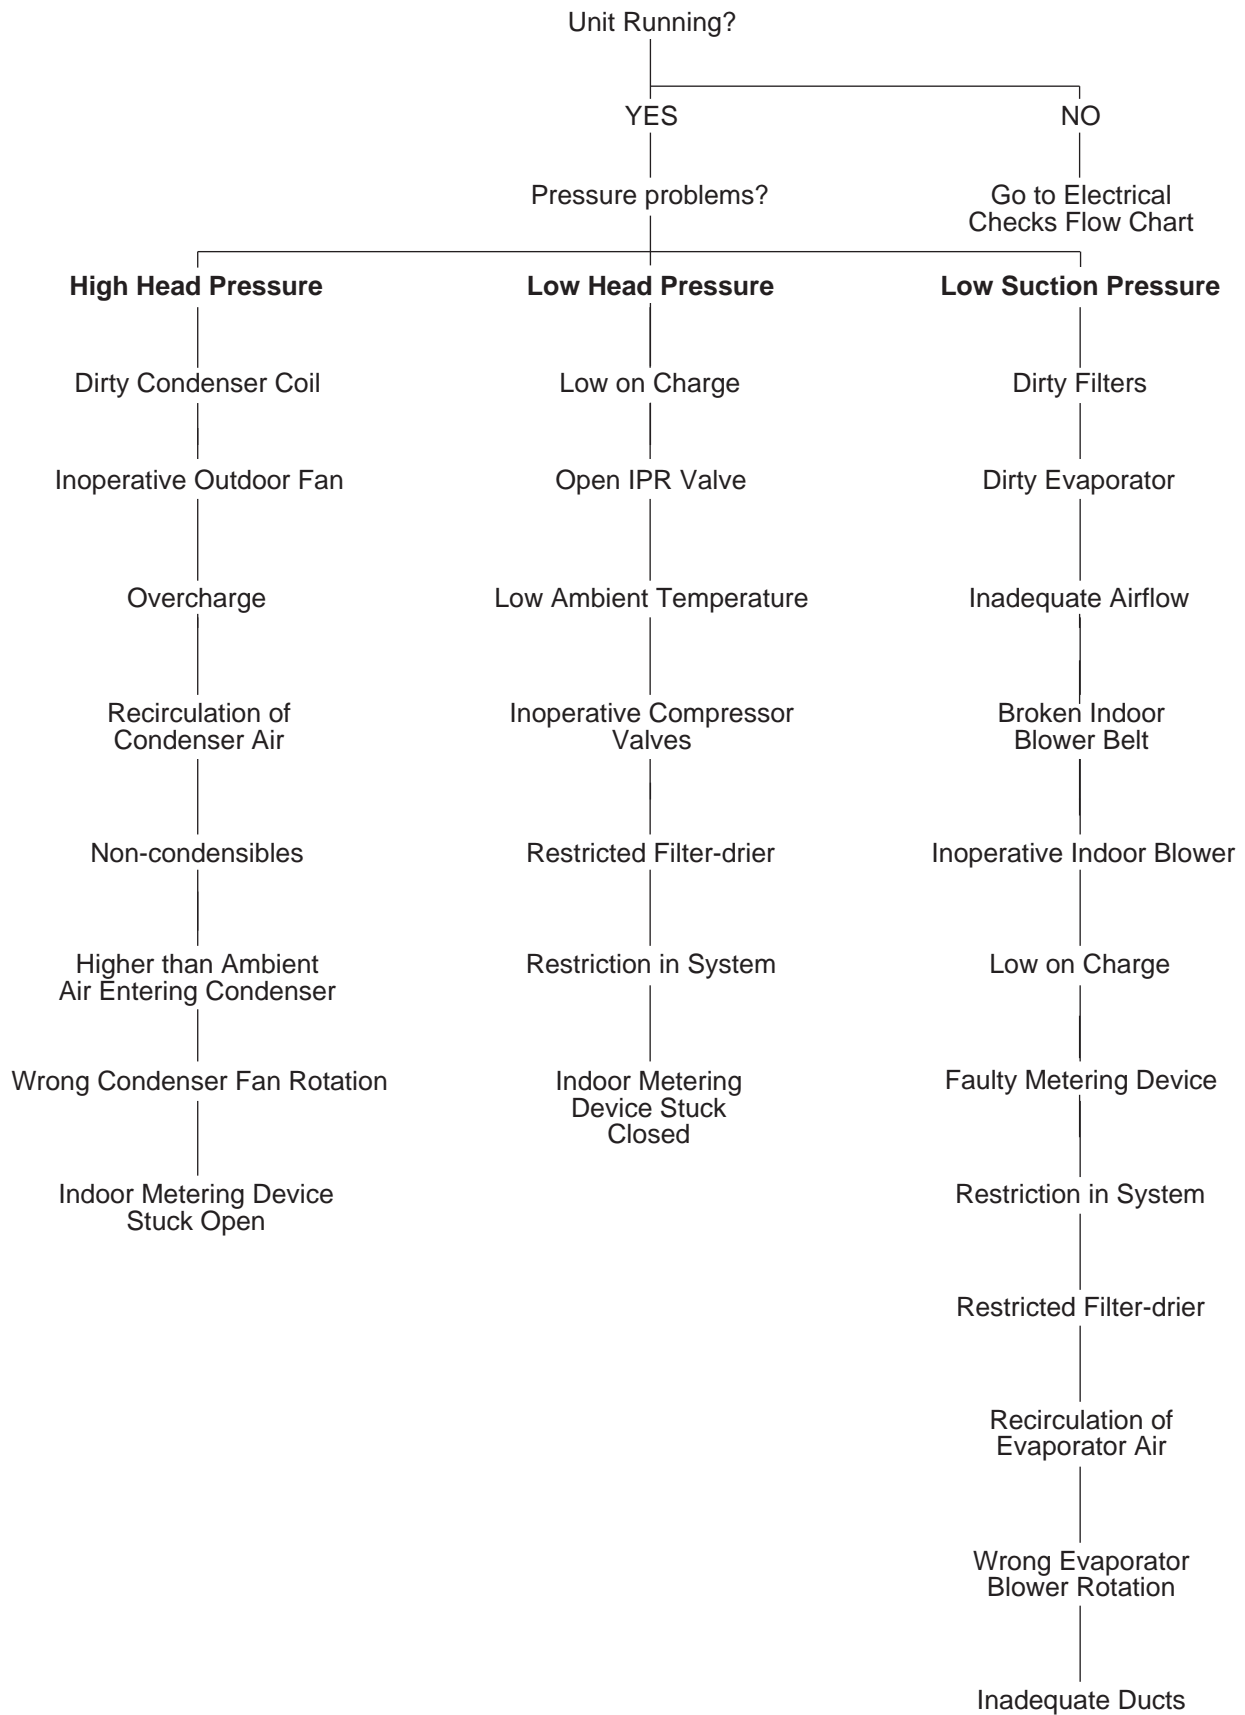 Unit Running?
YES
NO
Pressure problems?
Go to Electrical
Checks Flow Chart
High Head Pressure
Dirty Condenser Coil
Inoperative Outdoor Fan
Overcharge
Recirculation of
Condenser Air
Non-condensibles
Higher than Ambient
Air Entering Condenser
Wrong Condenser Fan Rotation
Indoor Metering Device
Stuck Open
Low Head Pressure
Low on Charge
Open IPR Valve
Low Ambient Temperature
Inoperative Compressor
Valves
Restricted Filter-drier
Restriction in System
Indoor Metering
Device Stuck
Closed
Low Suction Pressure
Dirty Filters
Dirty Evaporator
Inadequate Airflow
Broken Indoor
Blower Belt
Inoperative Indoor Blower
Low on Charge
Faulty Metering Device
Restriction in System
Restricted Filter-drier
Recirculation of
Evaporator Air
Wrong Evaporator
Blower Rotation
Inadequate Ducts